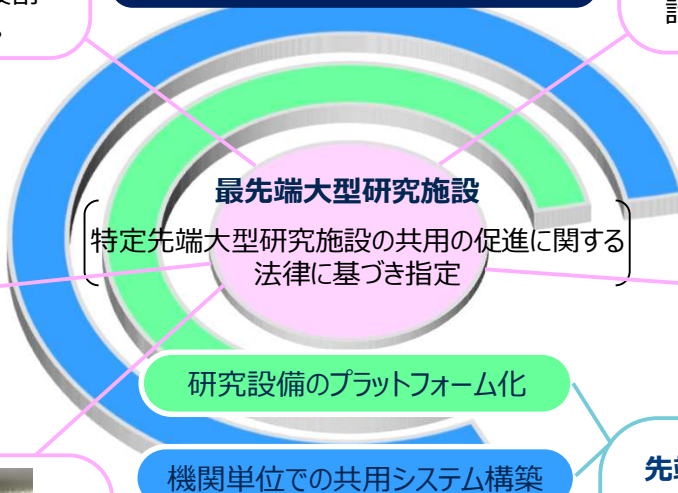 最先端大型研究施設
特定先端大型研究施設の共用の促進に関する
法律に基づき指定
研究設備のプラットフォーム化
機関単位での共用システム構築
先端